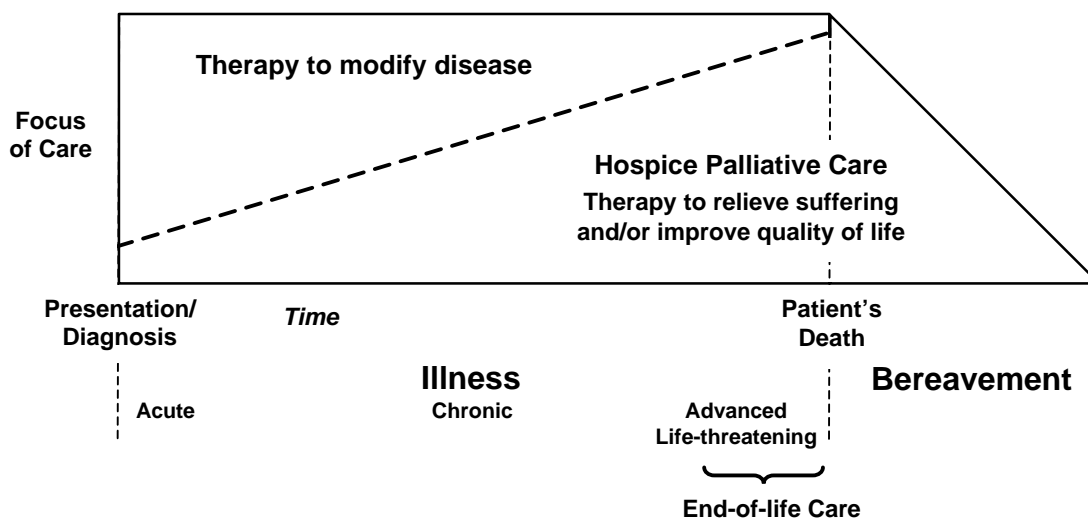 Therapy to modify disease
Focus
of Care
Hospice Palliative Care
Therapy to relieve suffering
and/or improve quality of life
Presentation/
Diagnosis
Time
Patient’s
Death
Illness
Bereavement
Acute
Chronic
Advanced
Life-threatening
End-of-life Care